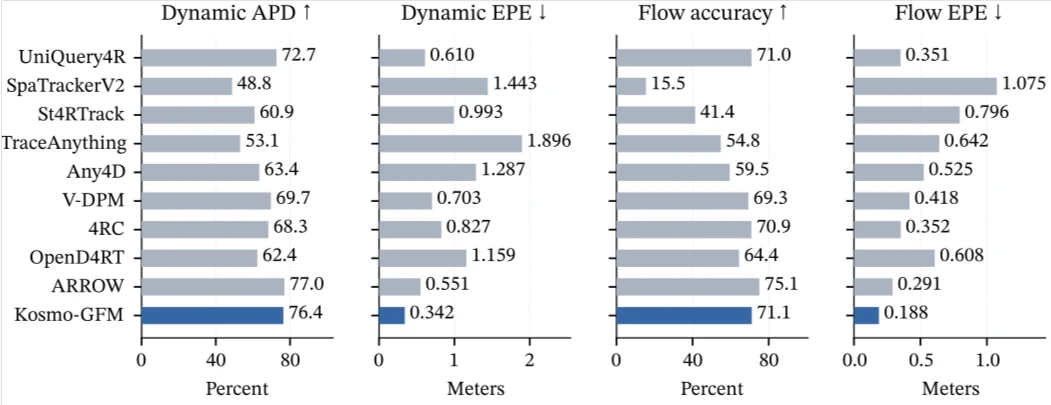 Dynamic APD ↑ Dynamic EPE ↓ Flow accuracy ↑ Flow EPE ↓
UniQuery4R 72.7 0.610 71.0 0.351
SpaTrackerV2 48.8 1.443 15.5 1.075
St4RTrack 60.9 0.993 41.4 0.796
TraceAnything 53.1 1.896 54.8 0.642
Any4D 63.4 1.287 59.5 0.525
V-DPM 69.7 0.703 69.3 0.418
4RC 68.3 0.827 70.9 0.352
OpenD4RT 62.4 1.159 64.4 0.608
ARROW 77.0 0.551 75.1 0.291
Kosmo-GFM 76.4 0.342 71.1 0.188
0 40 80 0 1 2 0 40 80 0.0 0.5 1.0
Percent Meters Percent Meters